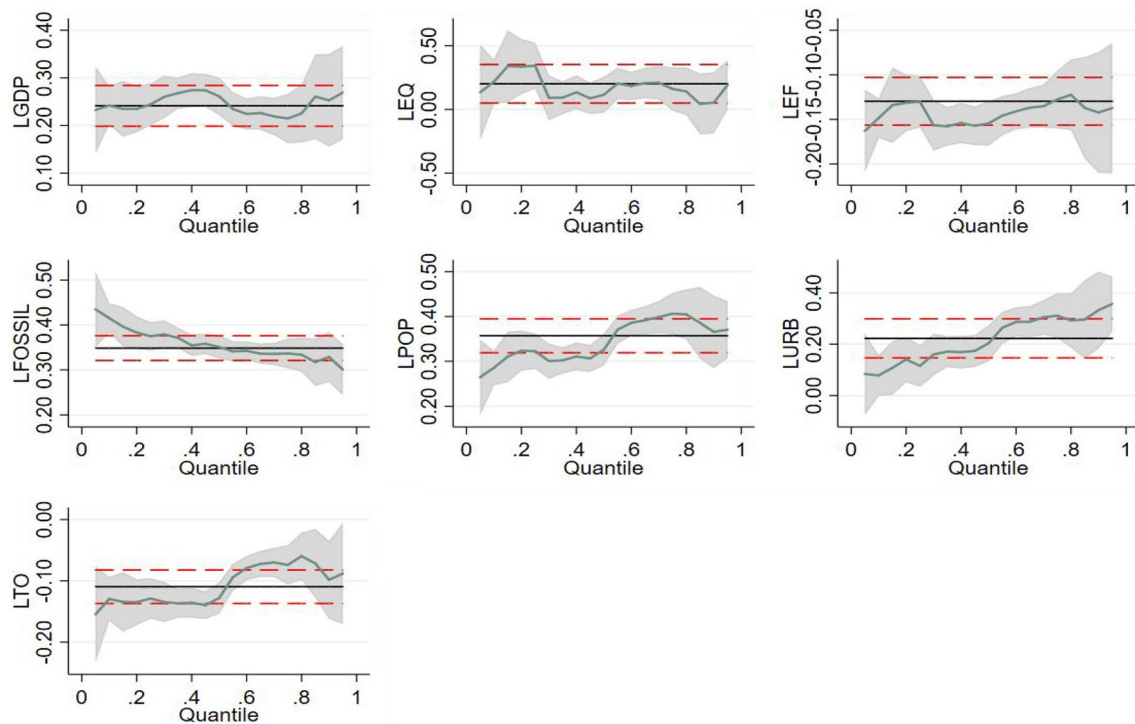 LGDP
0.10 0.20 0.30 0.40
0 .2 .4 .6 .8 1
Quantile
LEQ
-0.50 0.00 0.50
0 .2 .4 .6 .8 1
Quantile
LEF
-0.20 -0.15 -0.10 -0.05
0 .2 .4 .6 .8 1
Quantile
LFOSSIL
0.20 0.30 0.40 0.50
0 .2 .4 .6 .8 1
Quantile
LPOP
0.20 0.30 0.40 0.50
0 .2 .4 .6 .8 1
Quantile
LURB
0.00 0.20 0.40
0 .2 .4 .6 .8 1
Quantile
LTO
-0.20 -0.10 0.00
0 .2 .4 .6 .8 1
Quantile